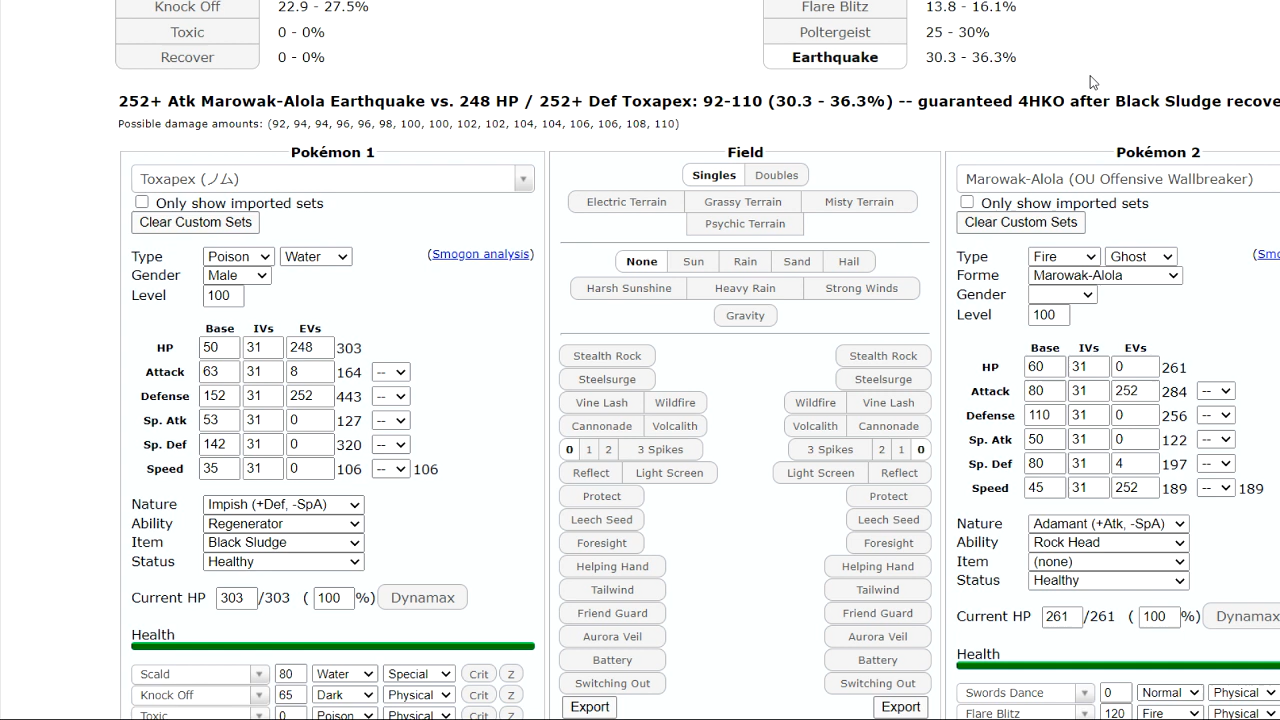 Knock Off 22.9 - 27.5% Flare Blitz 13.8 - 16.1%
Toxic 0 - 0% Poltergeist 25 - 30%
Recover 0 - 0% Earthquake 30.3 - 36.3%
252+ Atk Marowak-Alola Earthquake vs. 248 HP / 252+ Def Toxapex: 92-110 (30.3 - 36.3%) -- guaranteed 4HKO after Black Sludge recove
Possible damage amounts: (92, 94, 94, 96, 96, 98, 100, 100, 102, 102, 104, 104, 106, 106, 108, 110)
Pokémon 1
Toxapex (ノム)
Only show imported sets
Clear Custom Sets
Type Poison Water (Smogon analysis)
Gender Male
Level 100
Base IVs EVs
HP 50 31 248 303
Attack 63 31 8 164 --
Defense 152 31 252 443 --
Sp. Atk 53 31 0 127 --
Sp. Def 142 31 0 320 --
Speed 35 31 0 106 -- 106
Nature Impish (+Def, -SpA)
Ability Regenerator
Item Black Sludge
Status Healthy
Current HP 303 /303 ( 100 %) Dynamax
Health
Scald 80 Water Special Crit Z
Knock Off 65 Dark Physical Crit Z
Toxic 0 Poison Physical Crit Z
Field
Singles Doubles
Electric Terrain Grassy Terrain Misty Terrain
Psychic Terrain
None Sun Rain Sand Hail
Harsh Sunshine Heavy Rain Strong Winds
Gravity
Stealth Rock Stealth Rock
Steelsurge Steelsurge
Vine Lash Wildfire Wildfire Vine Lash
Cannonade Volcalith Volcalith Cannonade
0 1 2 3 Spikes 3 Spikes 2 1 0
Reflect Light Screen Light Screen Reflect
Protect Protect
Leech Seed Leech Seed
Foresight Foresight
Helping Hand Helping Hand
Tailwind Tailwind
Friend Guard Friend Guard
Aurora Veil Aurora Veil
Battery Battery
Switching Out Switching Out
Export Export
Pokémon 2
Marowak-Alola (OU Offensive Wallbreaker)
Only show imported sets
Clear Custom Sets
Type Fire Ghost (Smo
Forme Marowak-Alola
Gender
Level 100
Base IVs EVs
HP 60 31 0 261
Attack 80 31 252 284 --
Defense 110 31 0 256 --
Sp. Atk 50 31 0 122 --
Sp. Def 80 31 4 197 --
Speed 45 31 252 189 -- 189
Nature Adamant (+Atk, -SpA)
Ability Rock Head
Item (none)
Status Healthy
Current HP 261 /261 ( 100 %) Dynamax
Health
Swords Dance 0 Normal Physical
Flare Blitz 120 Fire Physical